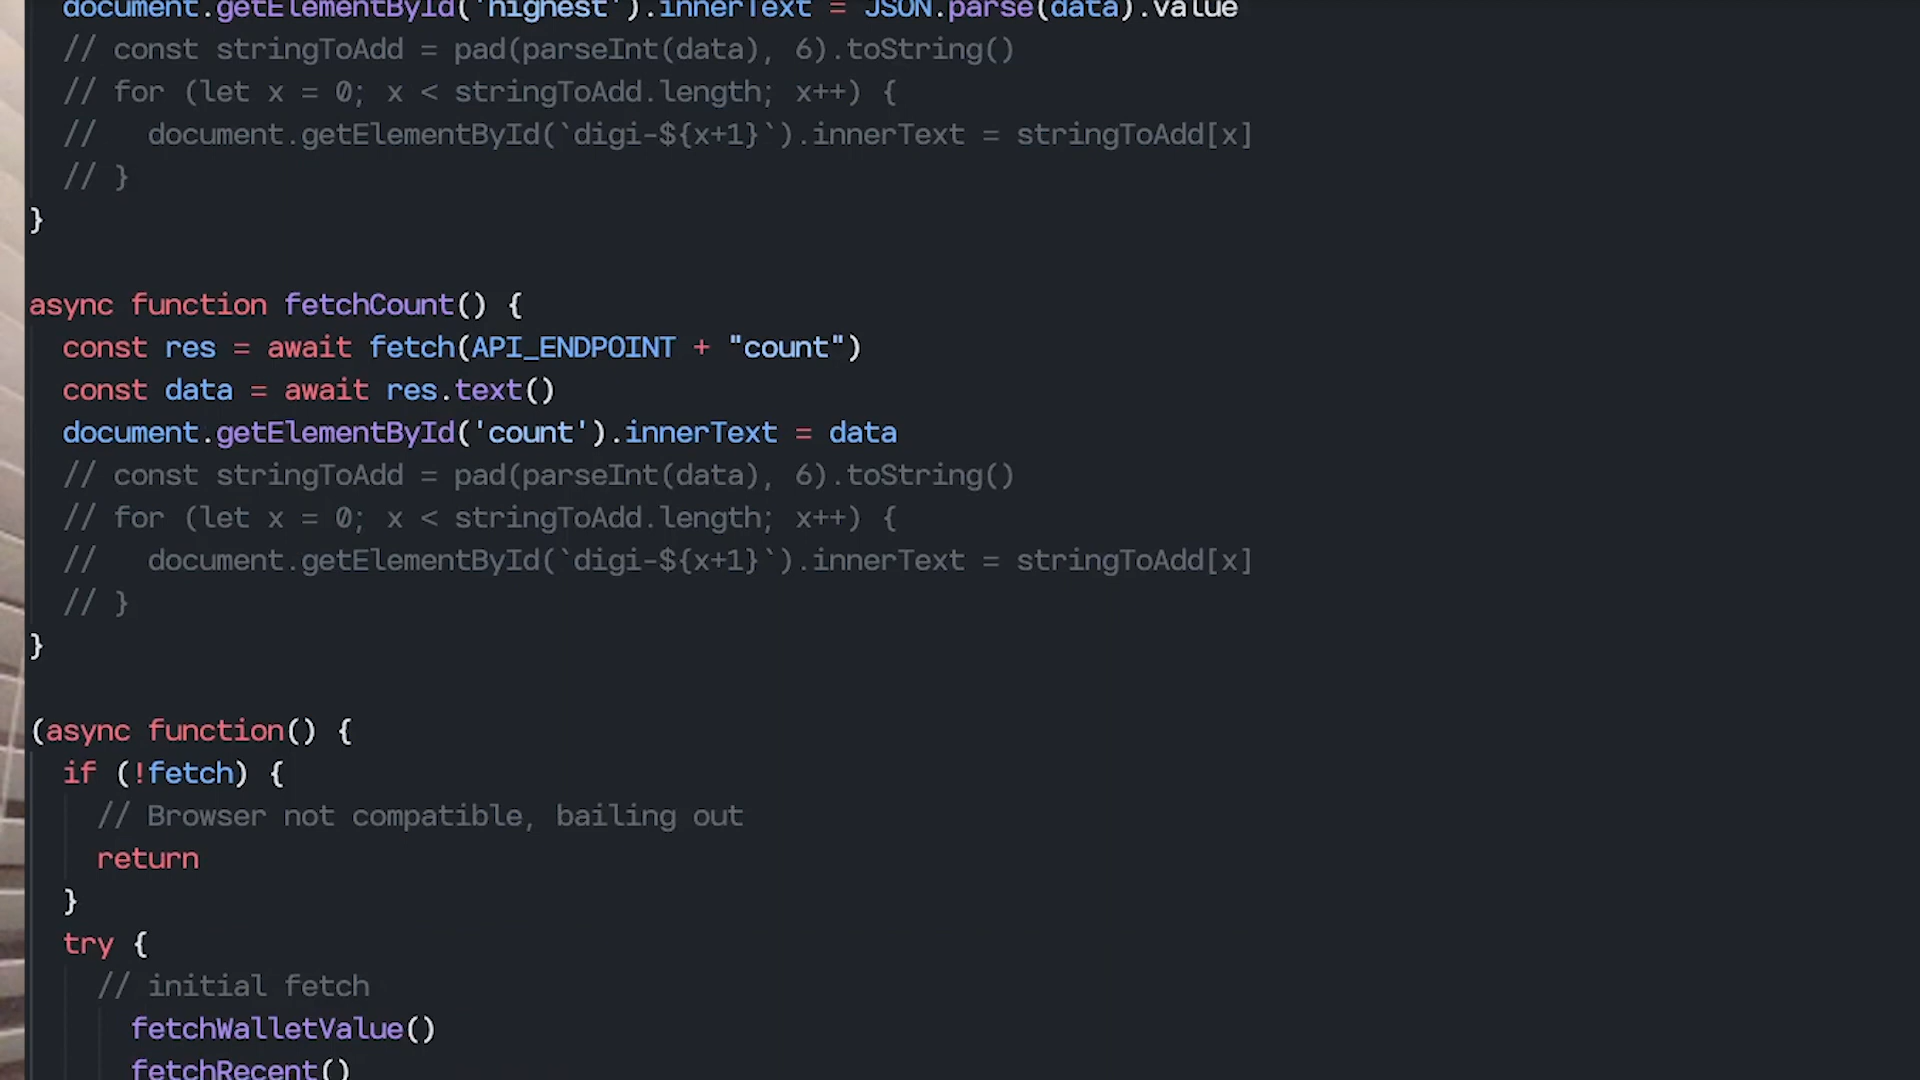 document.getElementById('highest').innerText = JSON.parse(data).value
// const stringToAdd = pad(parseInt(data), 6).toString()
// for (let x = 0; x < stringToAdd.length; x++) {
//   document.getElementById(`digi-${x+1}`).innerText = stringToAdd[x]
// }
}
async function fetchCount() {
const res = await fetch(API_ENDPOINT + "count")
const data = await res.text()
document.getElementById('count').innerText = data
// const stringToAdd = pad(parseInt(data), 6).toString()
// for (let x = 0; x < stringToAdd.length; x++) {
//   document.getElementById(`digi-${x+1}`).innerText = stringToAdd[x]
// }
}
(async function() {
if (!fetch) {
// Browser not compatible, bailing out
return
}
try {
// initial fetch
fetchWalletValue()
fetchRecent()